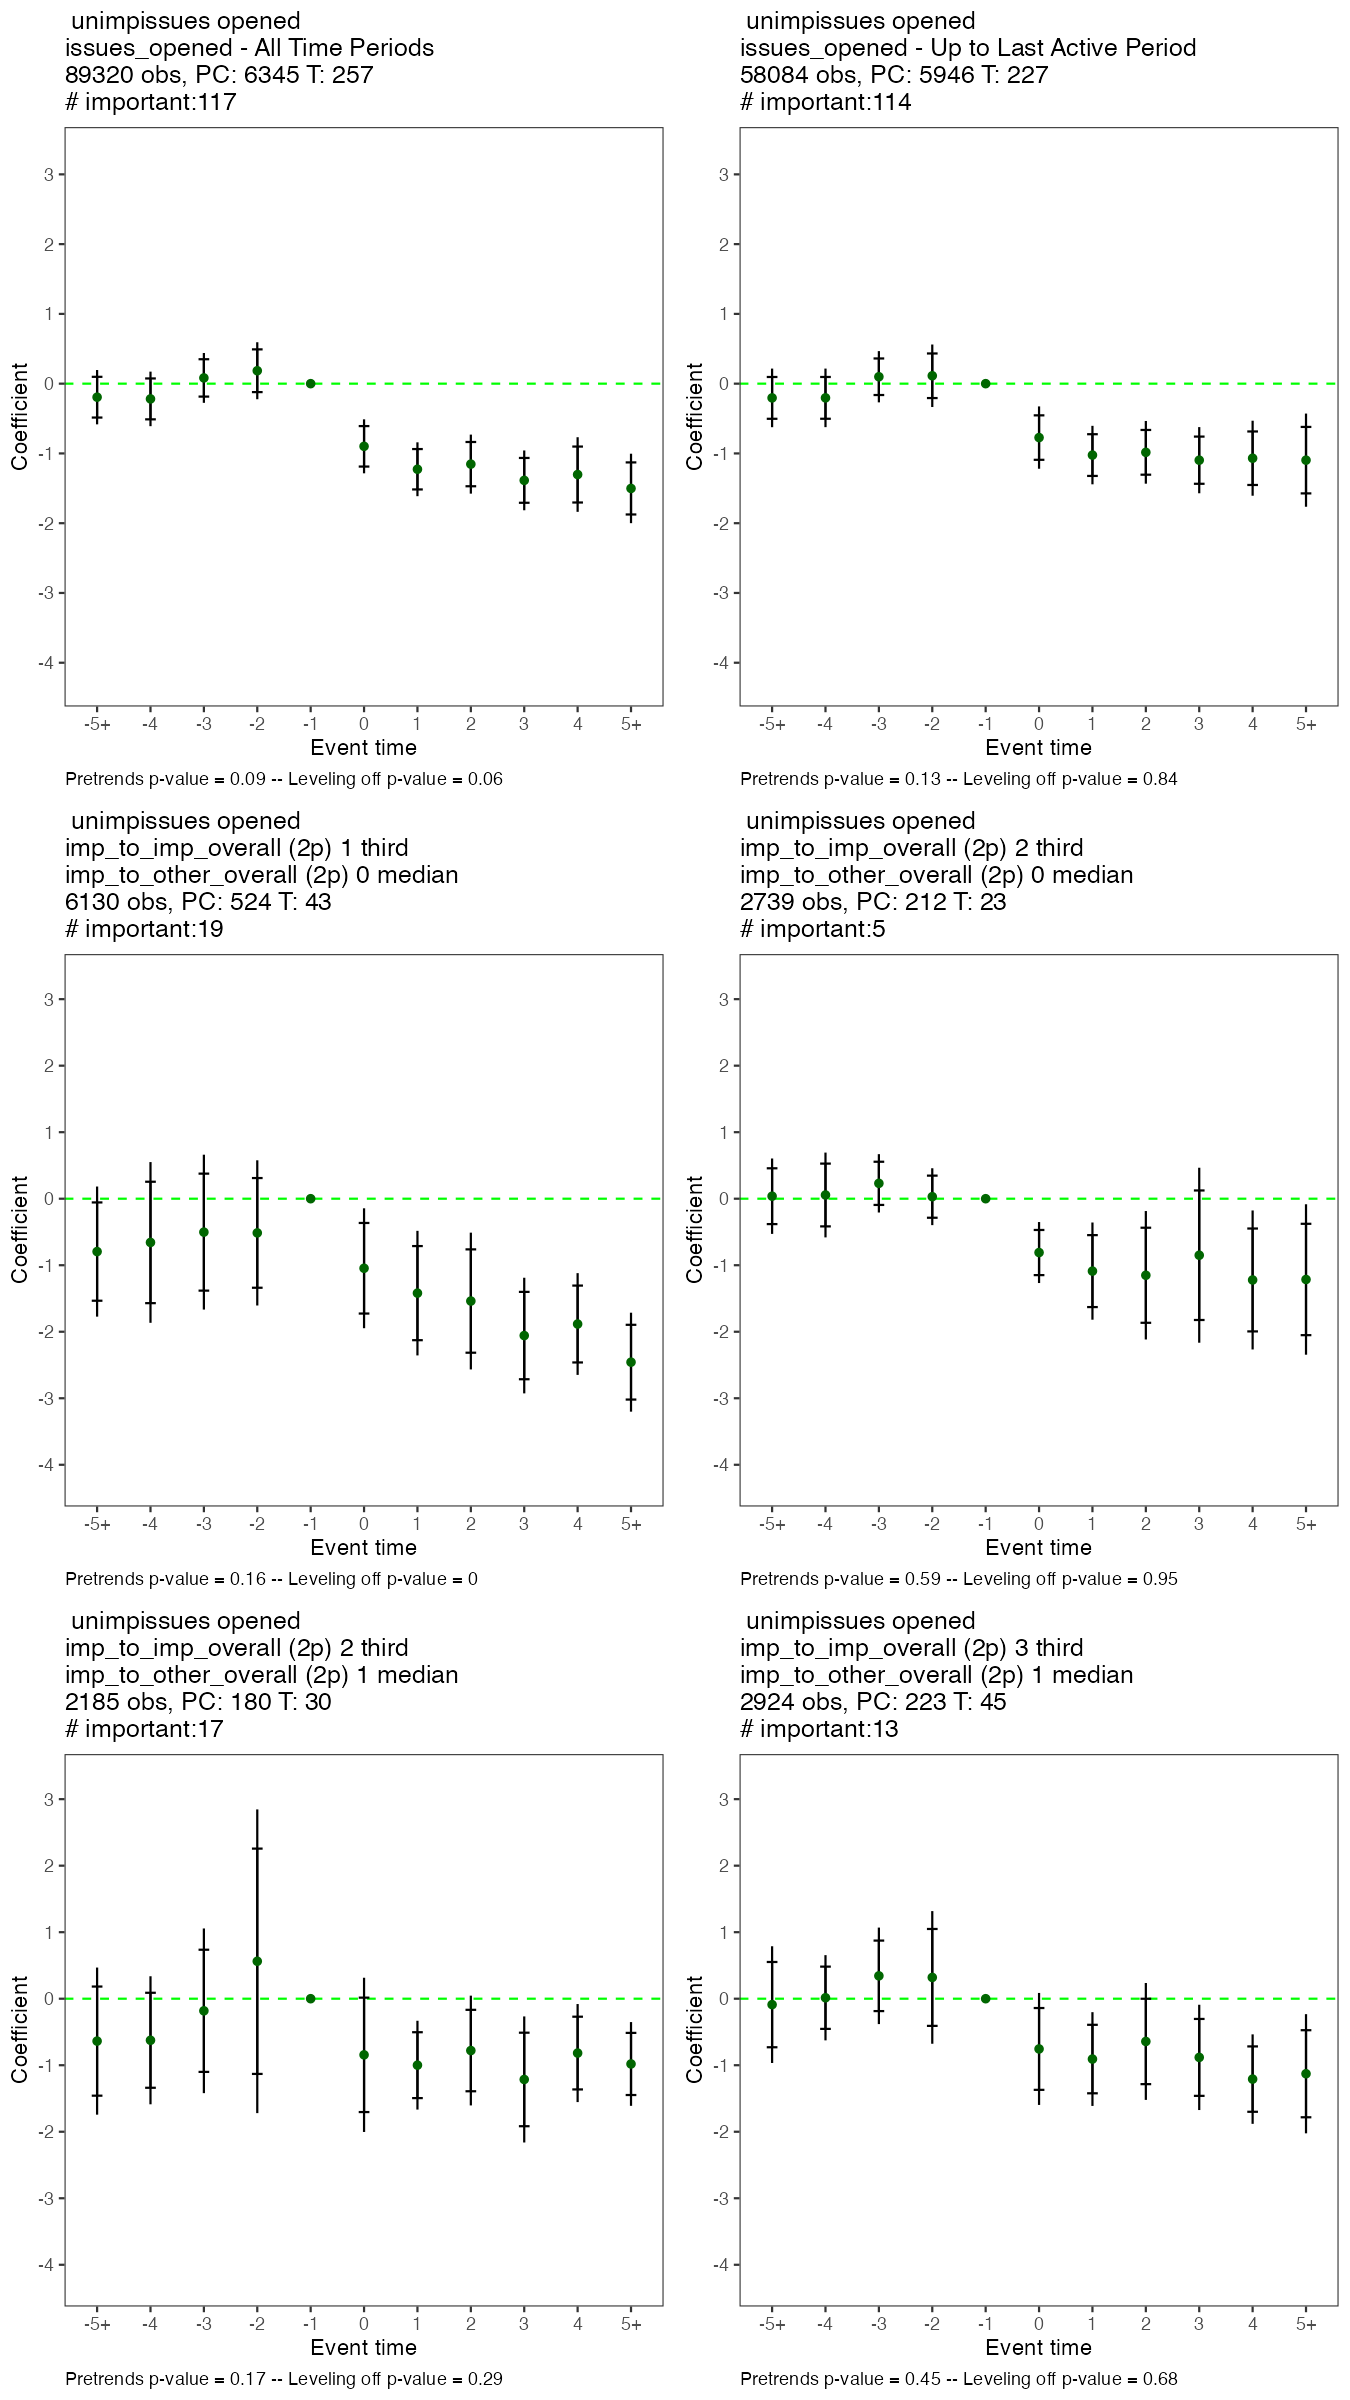 unimpissues opened
issues_opened - All Time Periods
89320 obs, PC: 6345 T: 257
# important:117
3
2
1
0
-1
-2
-3
-4
Coefficient
-5+ -4 -3 -2 -1 0 1 2 3 4 5+
Event time
Pretrends p-value = 0.09 -- Leveling off p-value = 0.06
unimpissues opened
issues_opened - Up to Last Active Period
58084 obs, PC: 5946 T: 227
# important:114
3
2
1
0
-1
-2
-3
-4
Coefficient
-5+ -4 -3 -2 -1 0 1 2 3 4 5+
Event time
Pretrends p-value = 0.13 -- Leveling off p-value = 0.84
unimpissues opened
imp_to_imp_overall (2p) 1 third
imp_to_other_overall (2p) 0 median
6130 obs, PC: 524 T: 43
# important:19
3
2
1
0
-1
-2
-3
-4
Coefficient
-5+ -4 -3 -2 -1 0 1 2 3 4 5+
Event time
Pretrends p-value = 0.16 -- Leveling off p-value = 0
unimpissues opened
imp_to_imp_overall (2p) 2 third
imp_to_other_overall (2p) 0 median
2739 obs, PC: 212 T: 23
# important:5
3
2
1
0
-1
-2
-3
-4
Coefficient
-5+ -4 -3 -2 -1 0 1 2 3 4 5+
Event time
Pretrends p-value = 0.59 -- Leveling off p-value = 0.95
unimpissues opened
imp_to_imp_overall (2p) 2 third
imp_to_other_overall (2p) 1 median
2185 obs, PC: 180 T: 30
# important:17
3
2
1
0
-1
-2
-3
-4
Coefficient
-5+ -4 -3 -2 -1 0 1 2 3 4 5+
Event time
Pretrends p-value = 0.17 -- Leveling off p-value = 0.29
unimpissues opened
imp_to_imp_overall (2p) 3 third
imp_to_other_overall (2p) 1 median
2924 obs, PC: 223 T: 45
# important:13
3
2
1
0
-1
-2
-3
-4
Coefficient
-5+ -4 -3 -2 -1 0 1 2 3 4 5+
Event time
Pretrends p-value = 0.45 -- Leveling off p-value = 0.68